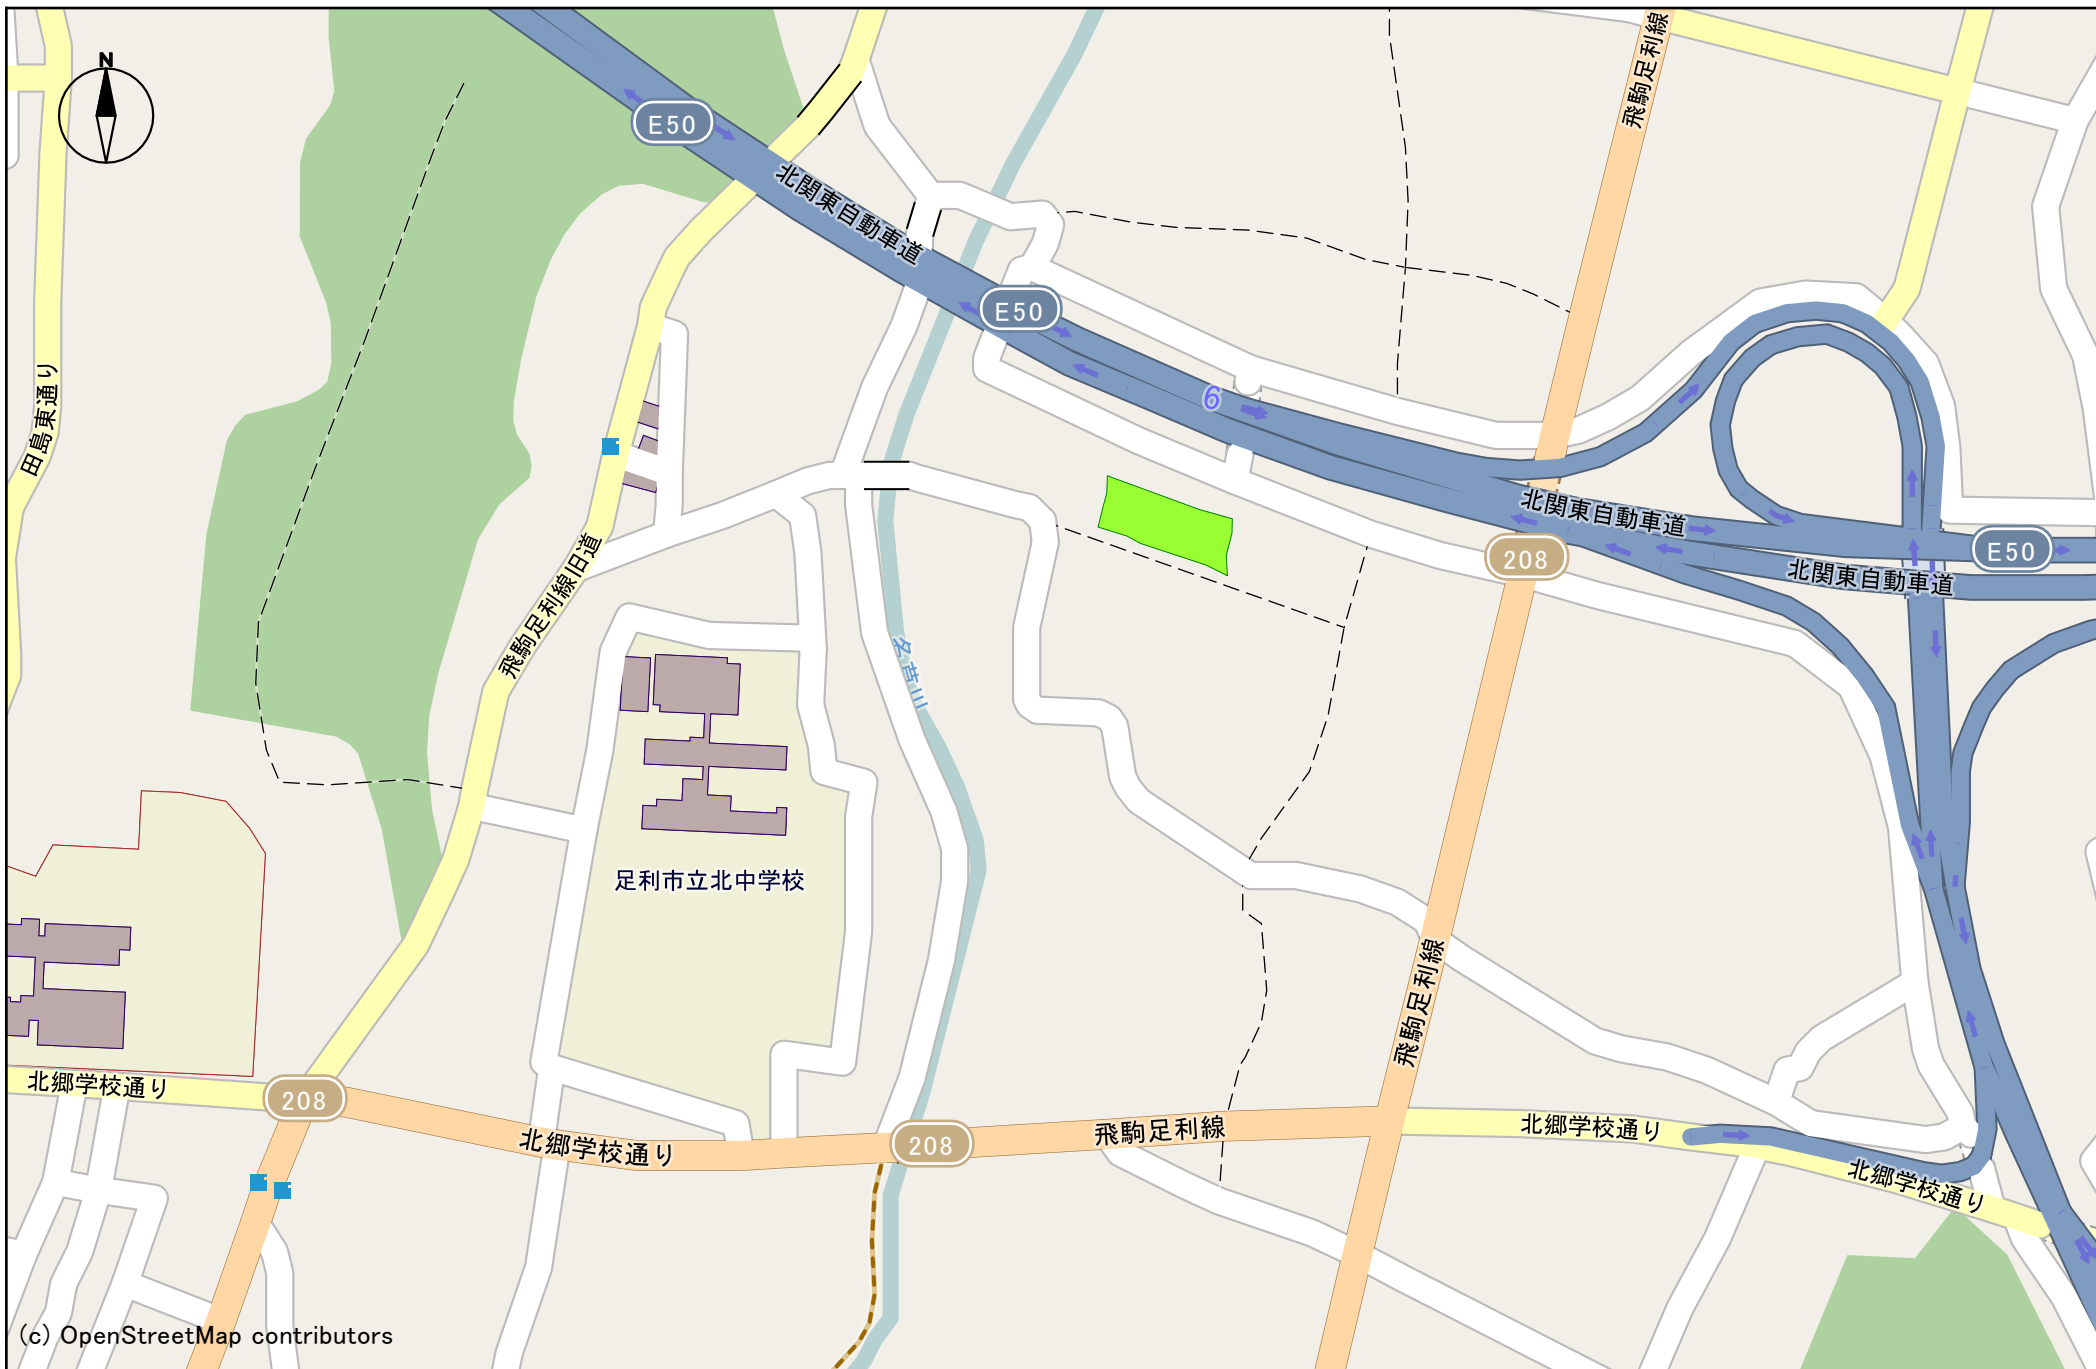 N
飛駒足利線
E50
北関東自動車道
E50
田島東通り
6
北関東自動車道
E50
208
北関東自動車道
飛駒足利線旧道
名草川
足利市立北中学校
飛駒足利線
北郷学校通り
208
北郷学校通り
208
飛駒足利線
北郷学校通り
北郷学校通り
(c) OpenStreetMap contributors